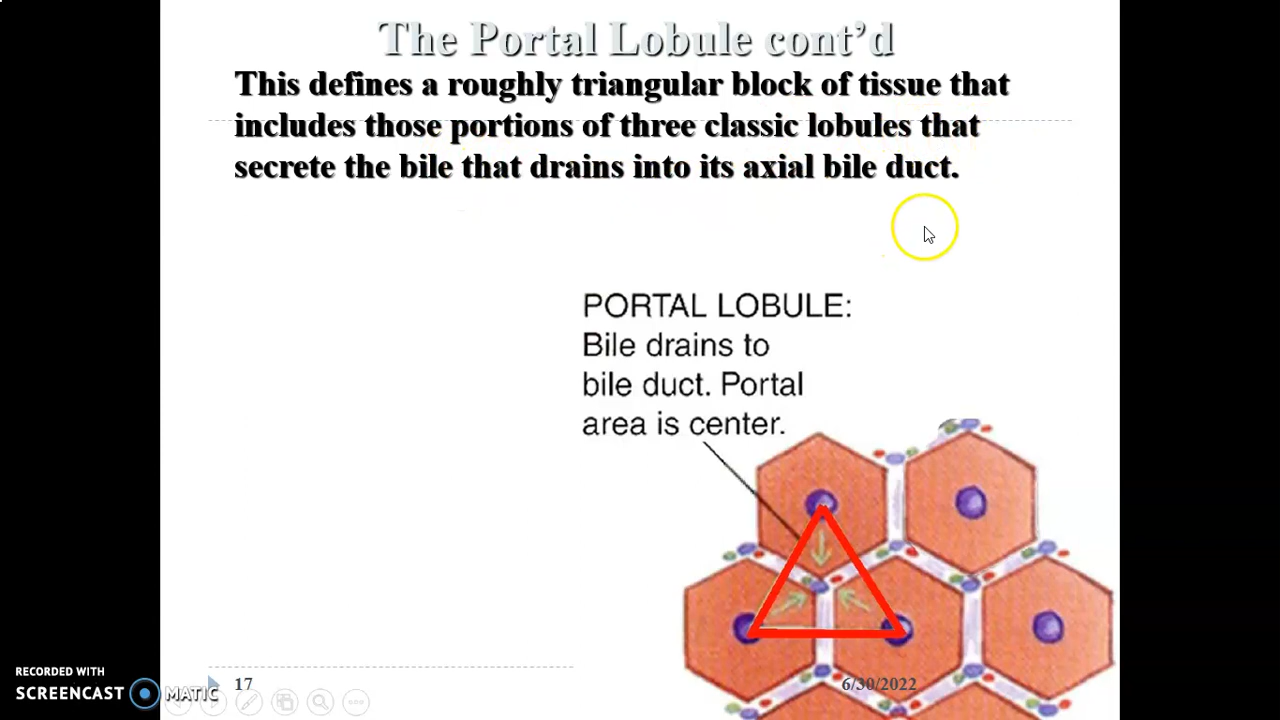 The Portal Lobule cont’d
This defines a roughly triangular block of tissue that
includes those portions of three classic lobules that
secrete the bile that drains into its axial bile duct.
PORTAL LOBULE:
Bile drains to
bile duct. Portal
area is center.
RECORDED WITH
SCREENCAST MATIC
17
6/30/2022